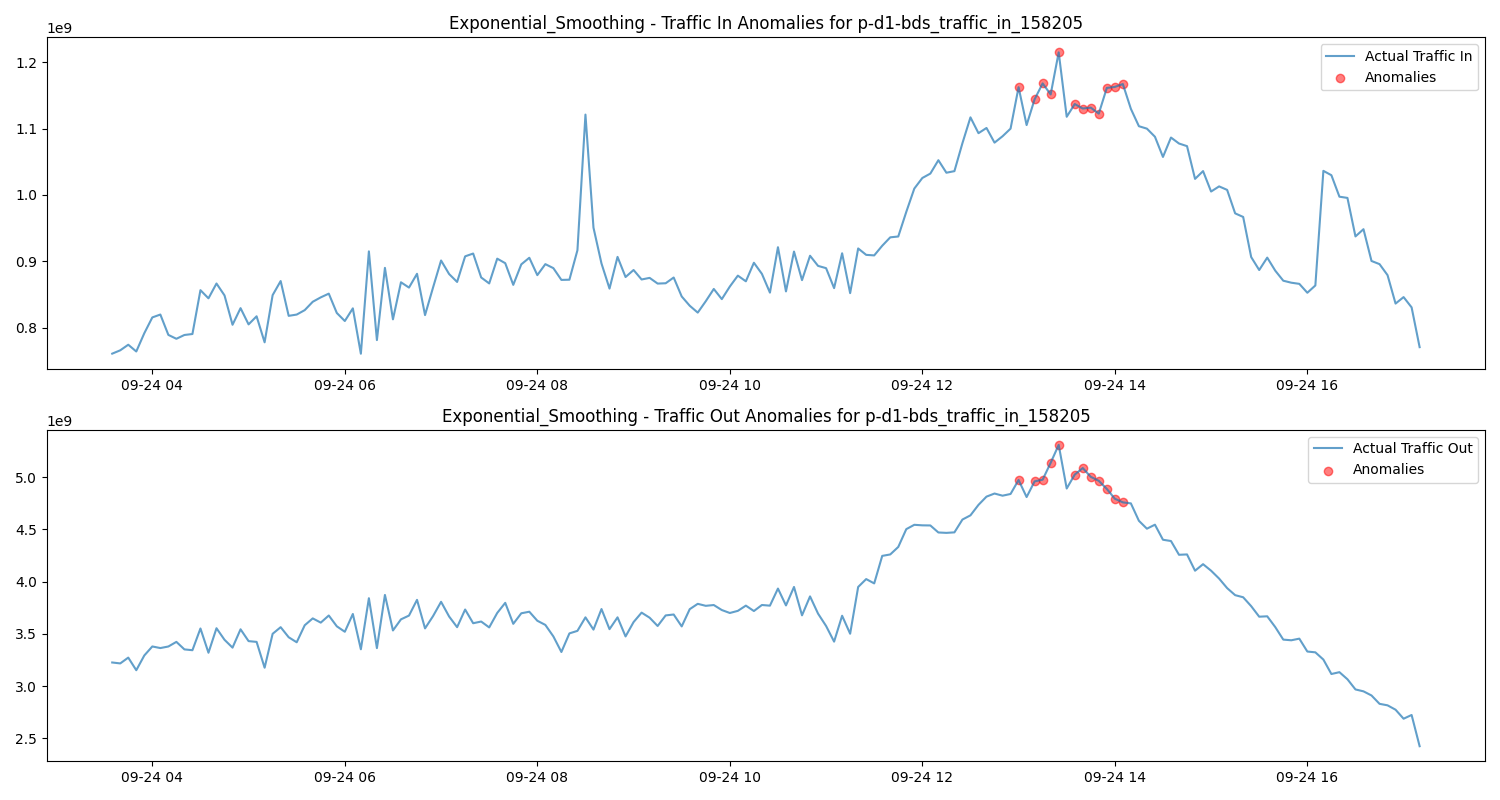 Exponential_Smoothing - Traffic In Anomalies for p-d1-bds_traffic_in_158205
1e9
Actual Traffic In
Anomalies
1.2
1.1
1.0
0.9
0.8
09-24 04 09-24 06 09-24 08 09-24 10 09-24 12 09-24 14 09-24 16
Exponential_Smoothing - Traffic Out Anomalies for p-d1-bds_traffic_in_158205
1e9
Actual Traffic Out
Anomalies
5.0
4.5
4.0
3.5
3.0
2.5
09-24 04 09-24 06 09-24 08 09-24 10 09-24 12 09-24 14 09-24 16